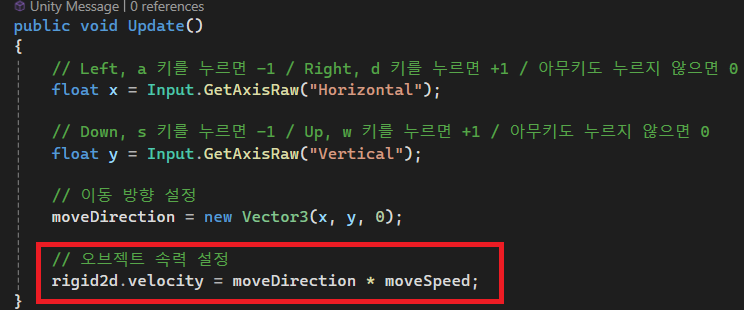 Unity Message | 0 references
public void Update()
{
// Left, a 키를 누르면 -1 / Right, d 키를 누르면 +1 / 아무키도 누르지 않으면 0
float x = Input.GetAxisRaw("Horizontal");
// Down, s 키를 누르면 -1 / Up, w 키를 누르면 +1 / 아무키도 누르지 않으면 0
float y = Input.GetAxisRaw("Vertical");
// 이동 방향 설정
moveDirection = new Vector3(x, y, 0);
// 오브젝트 속력 설정
rigid2d.velocity = moveDirection * moveSpeed;
}